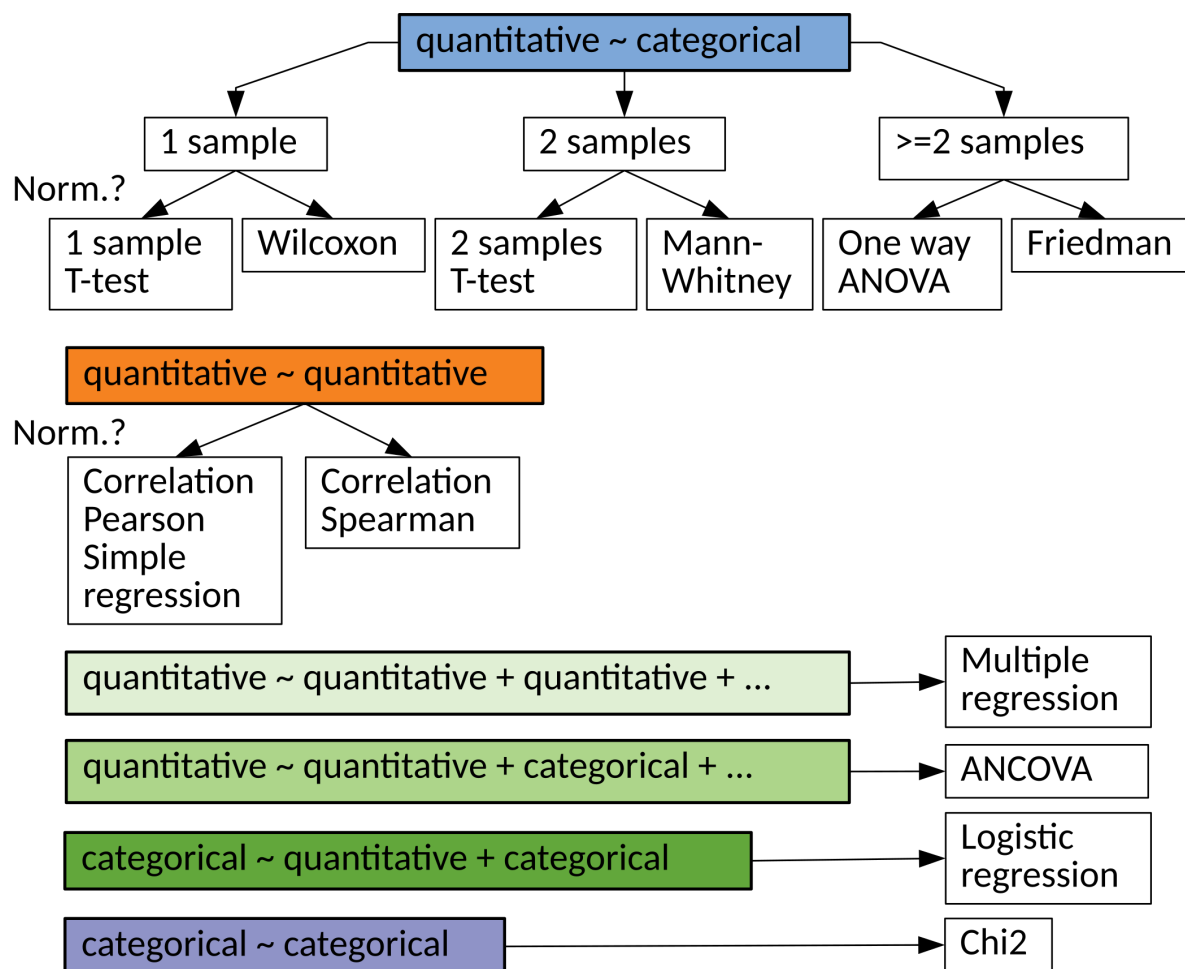 quantitative ~ categorical
1 sample
2 samples
>=2 samples
Norm.?
1 sample
T-test
Wilcoxon
2 samples
T-test
Mann-
Whitney
One way
ANOVA
Friedman
quantitative ~ quantitative
Norm.?
Correlation
Pearson
Simple
regression
Correlation
Spearman
quantitative ~ quantitative + quantitative + ...
Multiple
regression
quantitative ~ quantitative + categorical + ...
ANCOVA
categorical ~ quantitative + categorical
Logistic
regression
categorical ~ categorical
Chi2